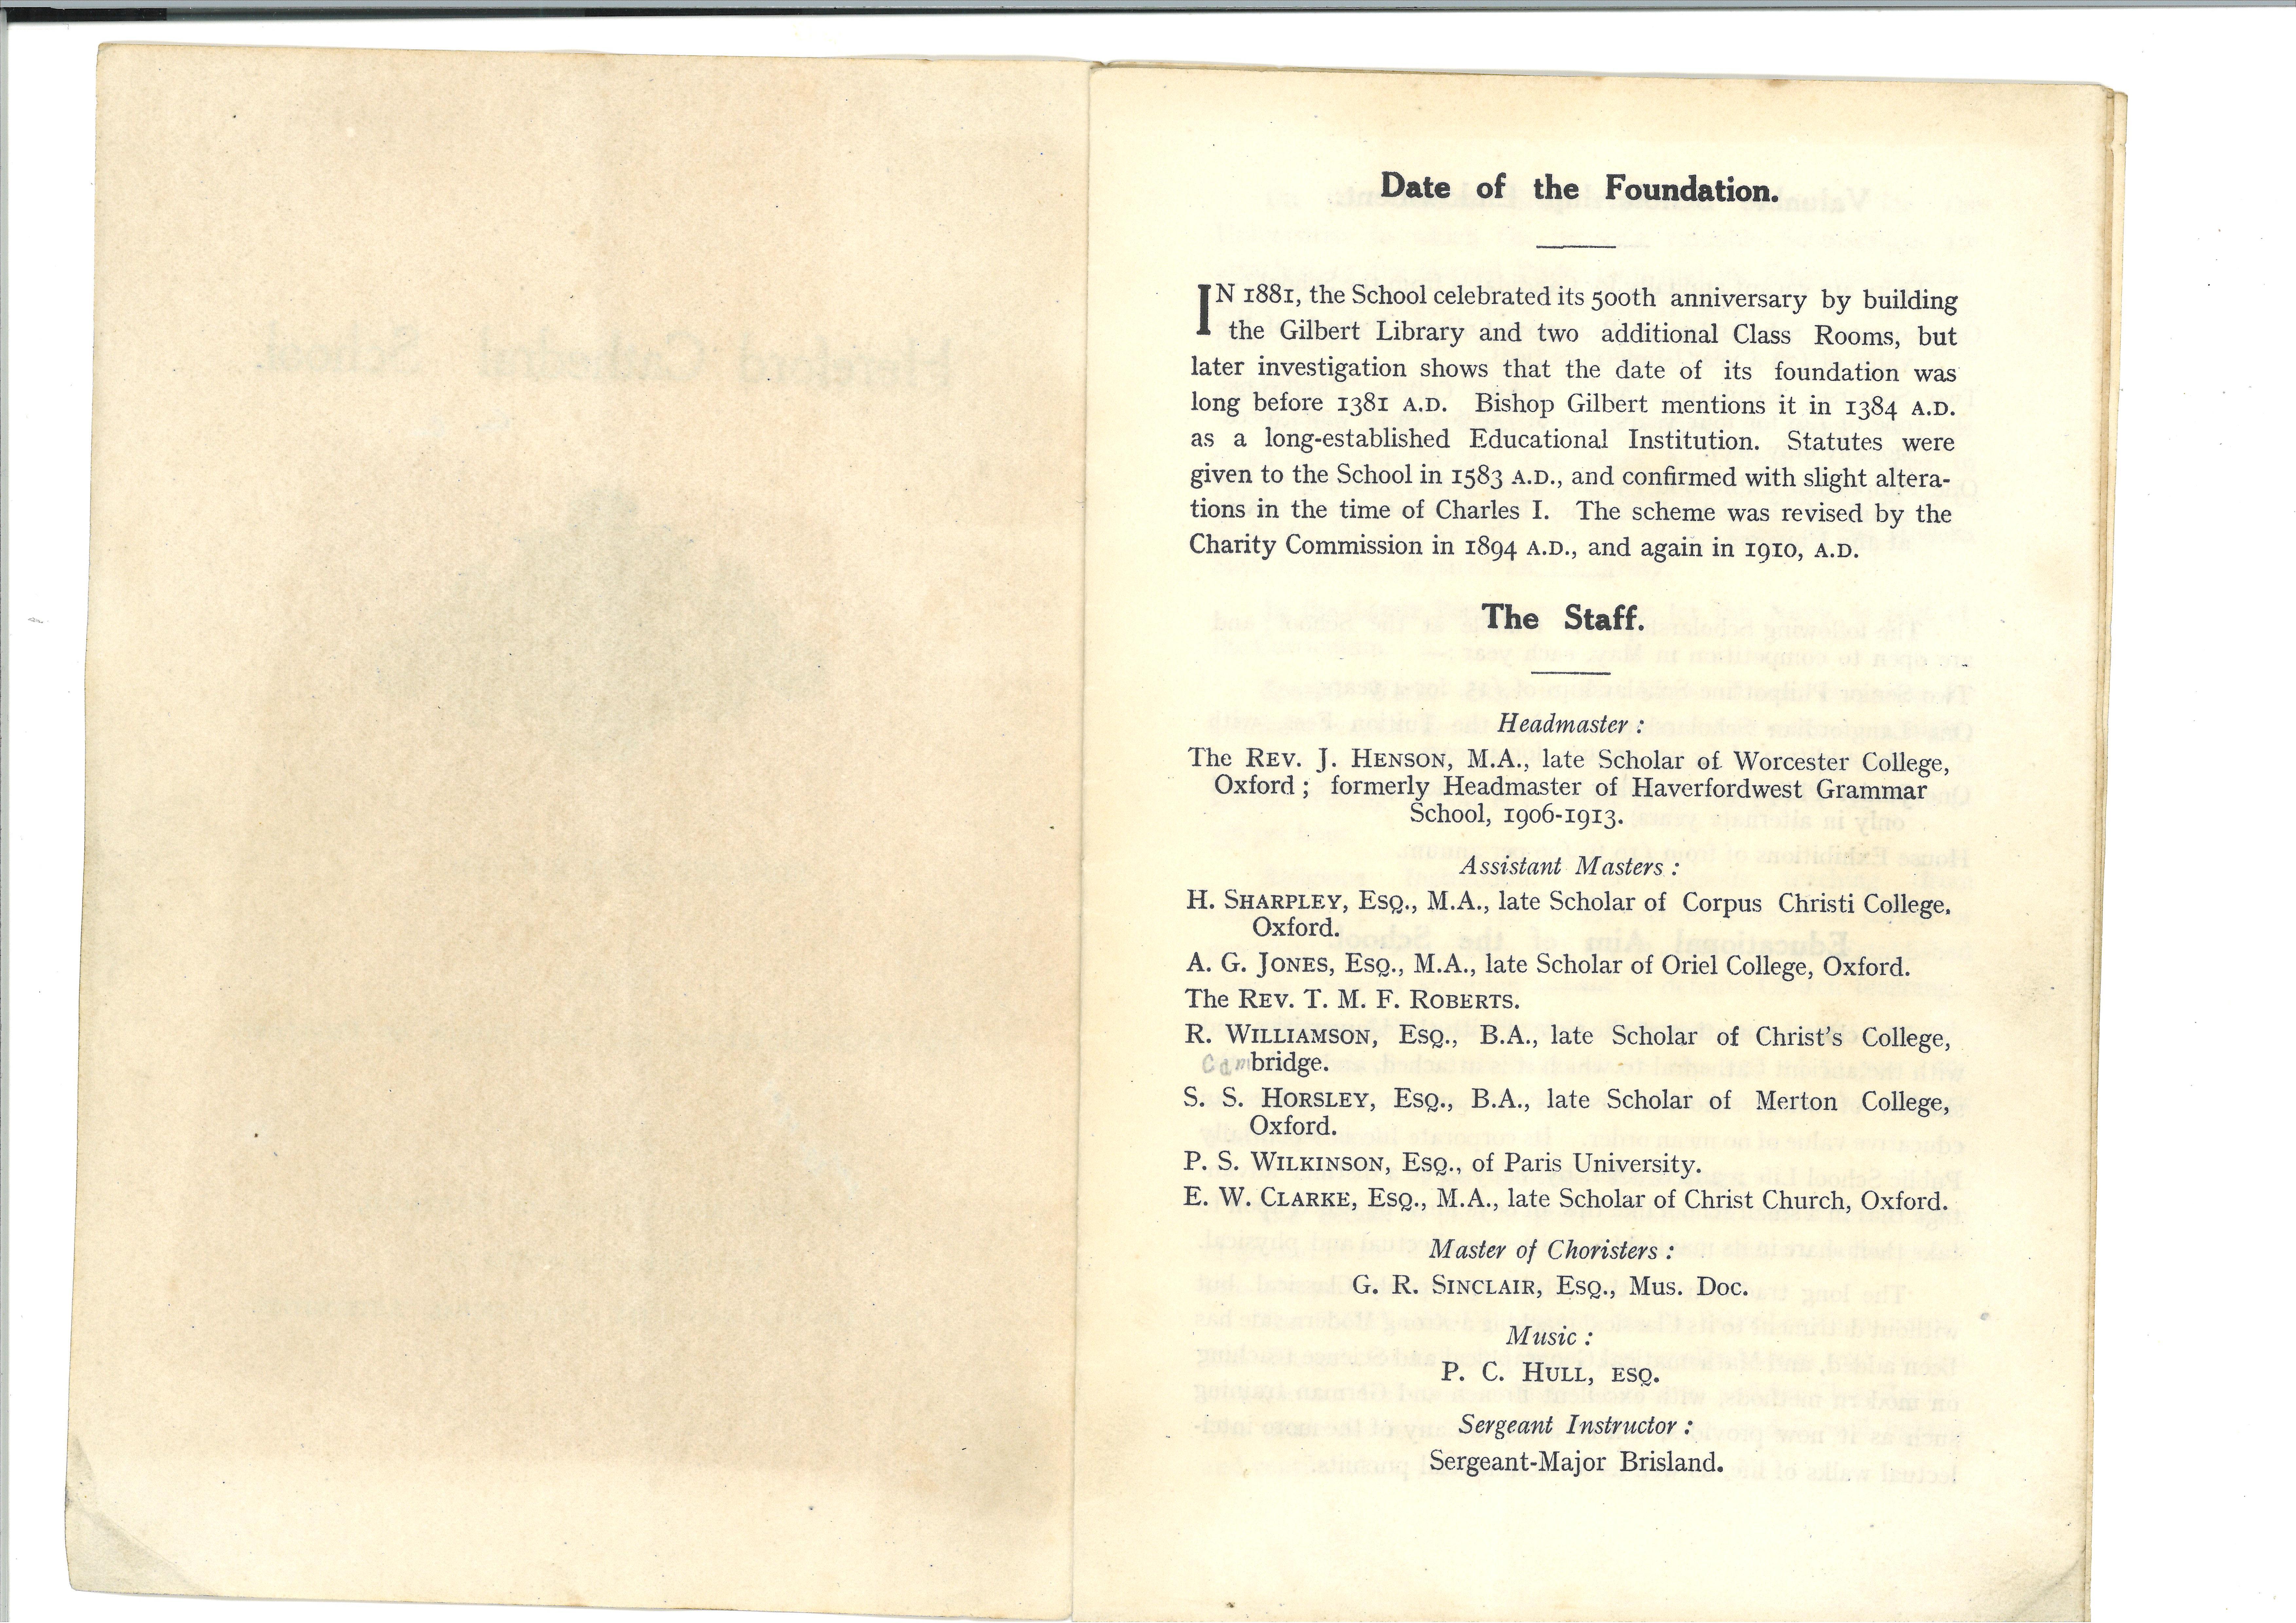 Hereford Cathedral School.
Date of the Foundation.
IN 1881, the School celebrated its 500th anniversary by building
the Gilbert Library and two additional Class Rooms, but
later investigation shows that the date of its foundation was
long before 1381 A.D. Bishop Gilbert mentions it in 1384 A.D.
as a long-established Educational Institution. Statutes were
given to the School in 1583 A.D., and confirmed with slight altera-
tions in the time of Charles I. The scheme was revised by the
Charity Commission in 1894 A.D., and again in 1910, A.D.
The Staff.
Headmaster :
The REV. J. HENSON, M.A., late Scholar of Worcester College,
Oxford ; formerly Headmaster of Haverfordwest Grammar
School, 1906-1913.
Assistant Masters :
H. SHARPLEY, ESQ., M.A., late Scholar of Corpus Christi College.
Oxford.
A. G. JONES, ESQ., M.A., late Scholar of Oriel College, Oxford.
The REV. T. M. F. ROBERTS.
R. WILLIAMSON, ESQ., B.A., late Scholar of Christ's College,
Cambridge.
S. S. HORSLEY, ESQ., B.A., late Scholar of Merton College,
Oxford.
P. S. WILKINSON, ESQ., of Paris University.
E. W. CLARKE, ESQ., M.A., late Scholar of Christ Church, Oxford.
Master of Choristers :
G. R. SINCLAIR, ESQ., Mus. Doc.
Music :
P. C. HULL, ESQ.
Sergeant Instructor :
Sergeant-Major Brisland.